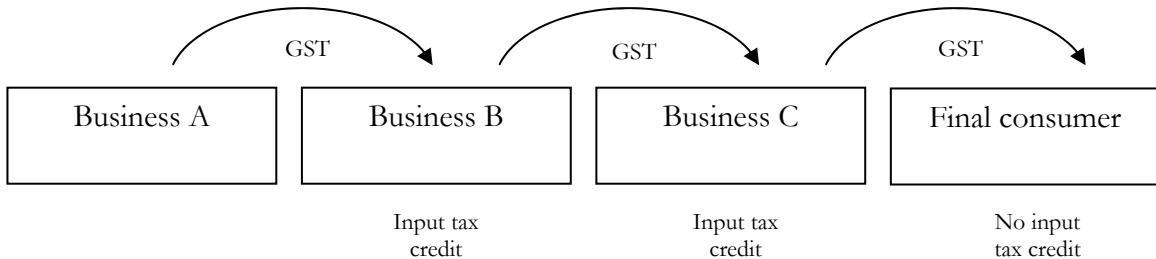 GST
GST
GST
Business A
Business B
Business C
Final consumer
Input tax
credit
Input tax
credit
No input
tax credit